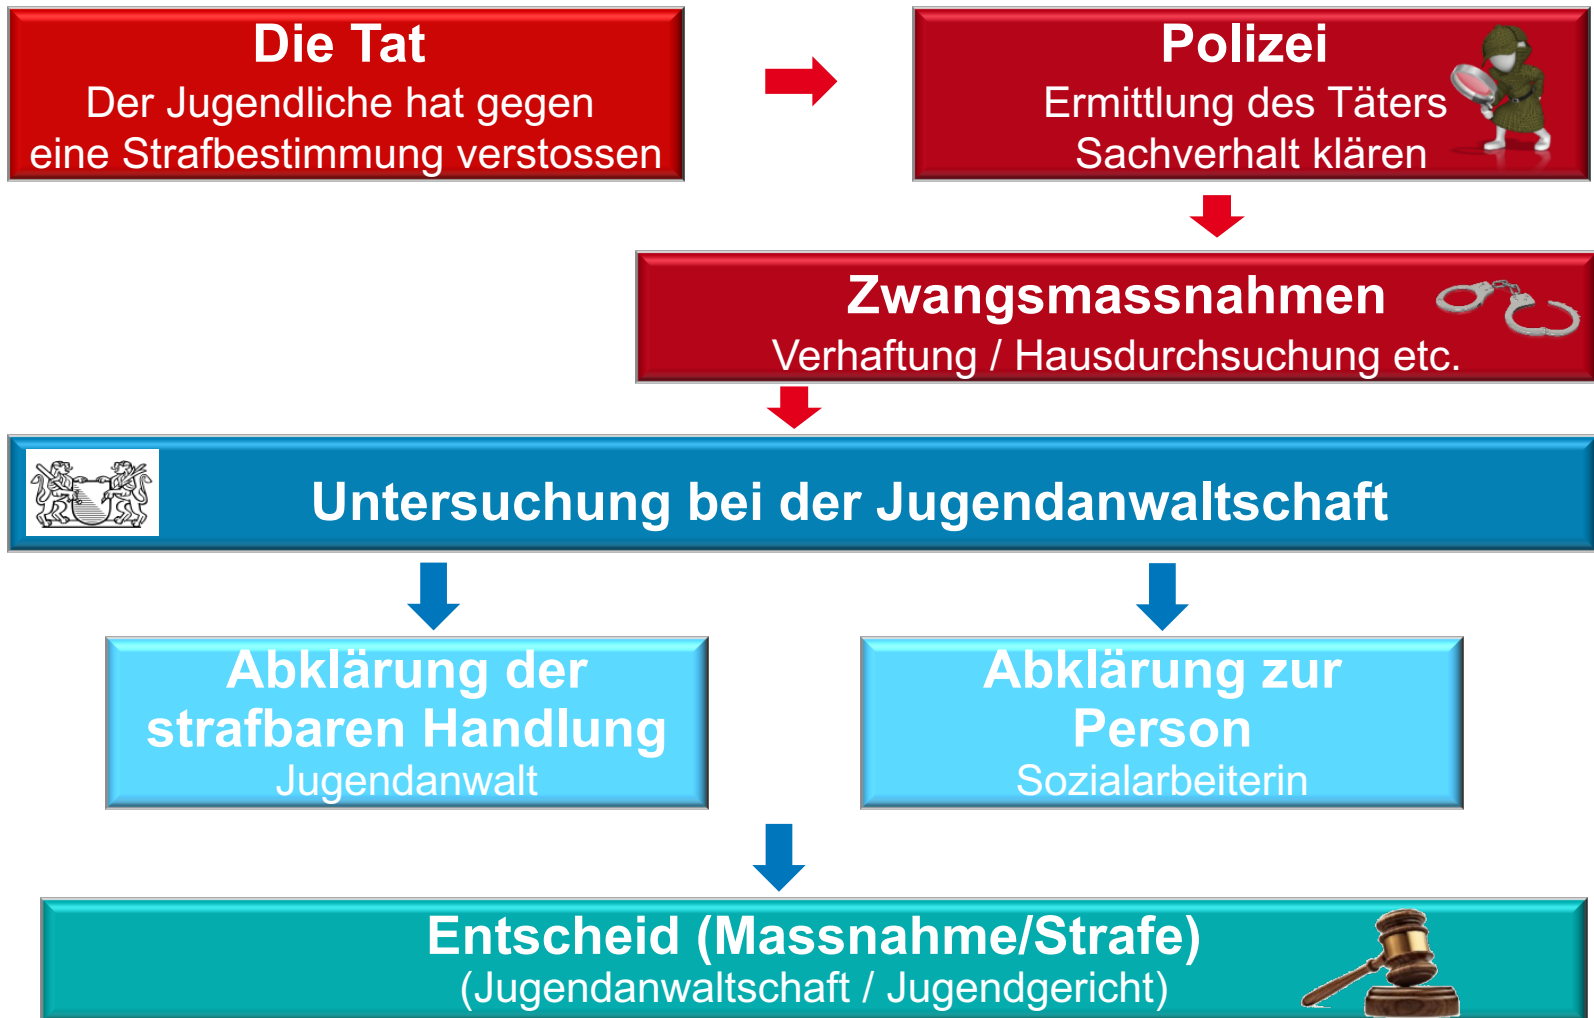 Die Tat
Der Jugendliche hat gegen
eine Strafbestimmung verstossen
Polizei
Ermittlung des Täters
Sachverhalt klären
Zwangsmassnahmen
Verhaftung / Hausdurchsuchung etc.
Untersuchung bei der Jugendanwaltschaft
Abklärung der
strafbaren Handlung
Jugendanwalt
Abklärung zur
Person
Sozialarbeiterin
Entscheid (Massnahme/Strafe)
(Jugendanwaltschaft / Jugendgericht)